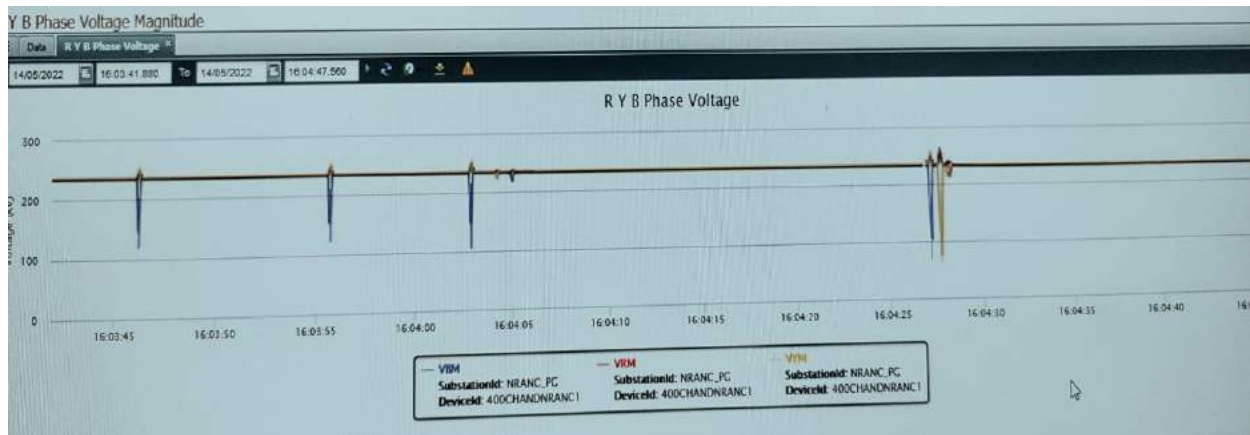 Y B Phase Voltage Magnitude
Data R Y B Phase Voltage
14/05/2022 16:03:41.880 To 14/05/2022 16:04:47.560
R Y B Phase Voltage
300
200
100
0
16:03:45 16:03:50 16:03:55 16:04:00 16:04:05 16:04:10 16:04:15 16:04:20 16:04:25 16:04:30 16:04:35 16:04:40
VBM VRM VYM
SubstationId: NRANC_PG SubstationId: NRANC_PG SubstationId: NRANC_PG
DeviceId: 400CHANDNRANC1 DeviceId: 400CHANDNRANC1 DeviceId: 400CHANDNRANC1